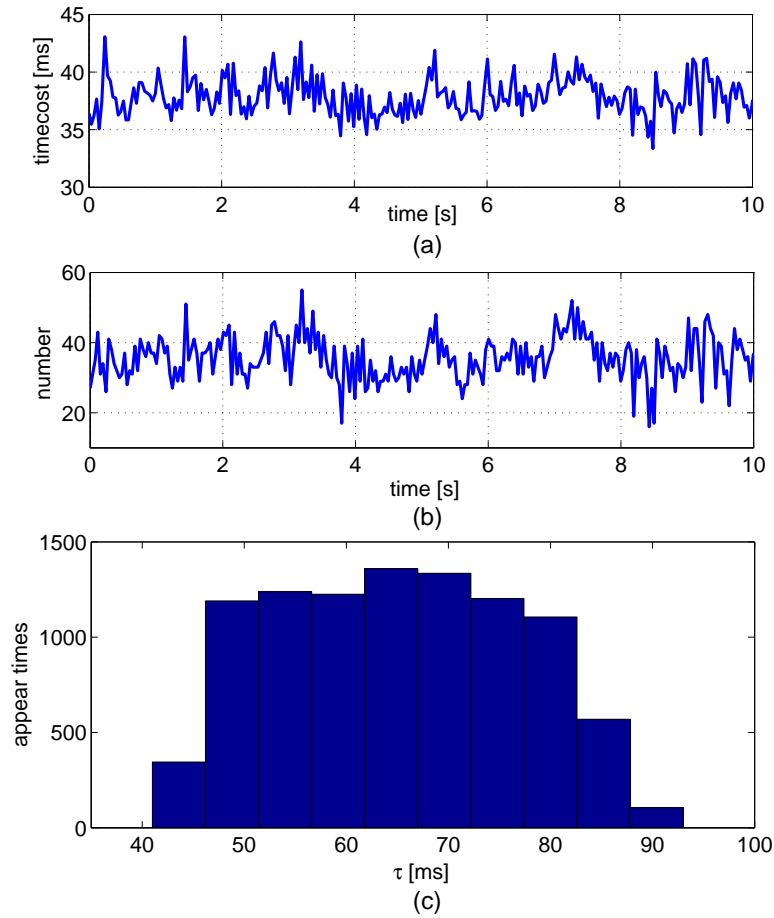 45
40
35
30
timecost [ms]
0 2 4 6 8 10
time [s]
(a)
60
40
20
number
0 2 4 6 8 10
time [s]
(b)
1500
1000
500
0
appear times
40 50 60 70 80 90 100
τ [ms]
(c)